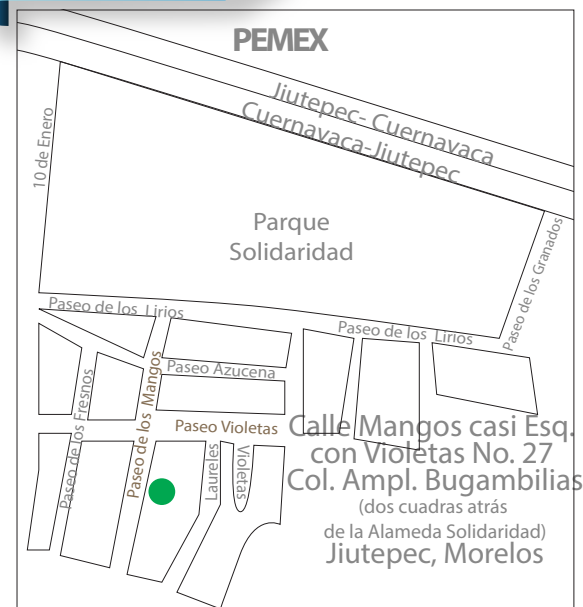 PEMEX
Jiutepec- Cuernavaca
Cuernavaca-Jiutepec
10 de Enero
Parque
Solidaridad
Paseo de los Granados
Paseo de los Lirios
Paseo de los Lirios
Paseo Azucena
Paseo de los Fresnos
Paseo de los Mangos
Paseo Violetas
Laureles
Violetas
Calle Mangos casi Esq.
con Violetas No. 27
Col. Ampl. Bugambilias
(dos cuadras atrás
de la Alameda Solidaridad)
Jiutepec, Morelos